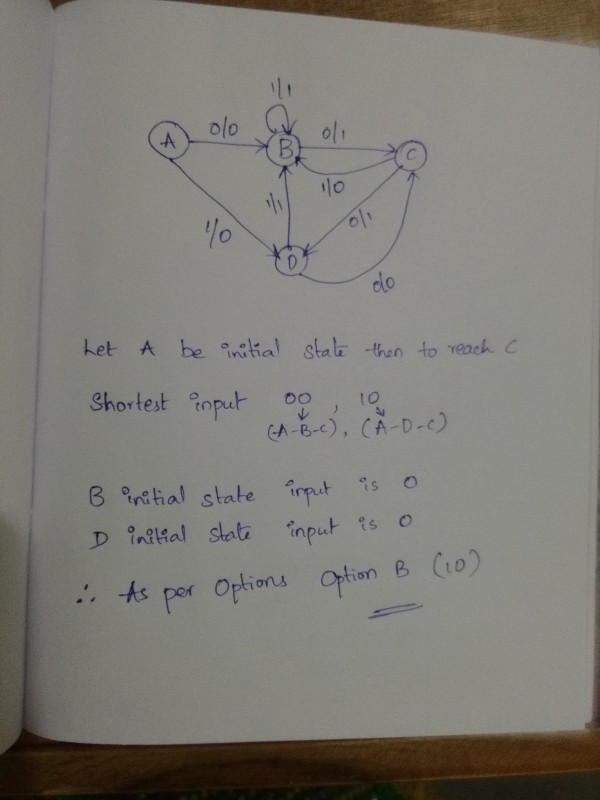 1/1
A 0/0 B 0/1 C
1/0
1/1
1/0 0/1
D
0/0
Let A be initial state then to reach C
Shortest input 00 , 10
(A-B-C), (A-D-C)
B initial state input is 0
D initial state input is 0
∴ As per Options Option B (10)